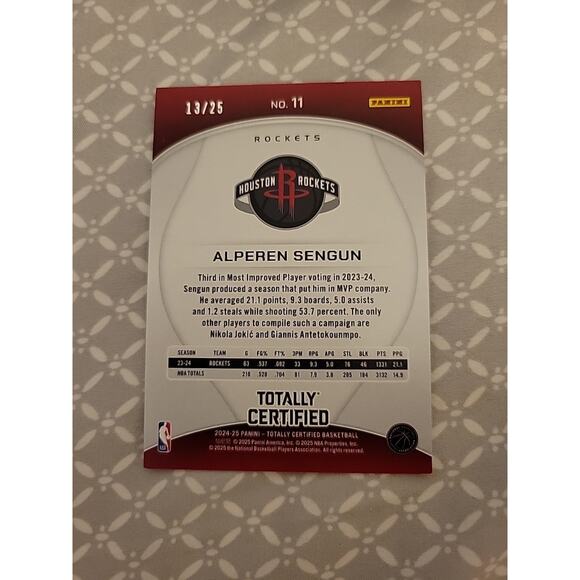 13/25 NO. 11 PANINI
ROCKETS
HOUSTON R ROCKETS
ALPEREN SENGUN
Third in Most Improved Player voting in 2023-24,
Sengun produced a season that put him in MVP company.
He averaged 21.1 points, 9.3 boards, 5.0 assists
and 1.2 steals while shooting 53.7 percent. The only
other players to compile such a campaign are
Nikola Jokić and Giannis Antetokounmpo.
SEASON TEAM G FG% FT% 3PM RPG APG STL BLK PTS PPG
23-24 ROCKETS 63 .537 .692 33 9.3 5.0 76 46 1331 21.1
NBA TOTALS 210 .528 .704 81 7.9 3.8 205 184 3132 14.9
TOTALLY
CERTIFIED
2024-25 PANINI – TOTALLY CERTIFIED BASKETBALL
© 2025 Panini America, Inc. © 2025 NBA Properties, Inc.
© 2025 the National Basketball Players Association. All rights reserved.